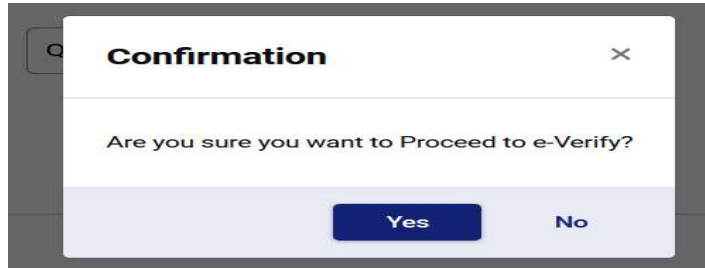 Q
Confirmation
×
Are you sure you want to Proceed to e-Verify?
Yes No